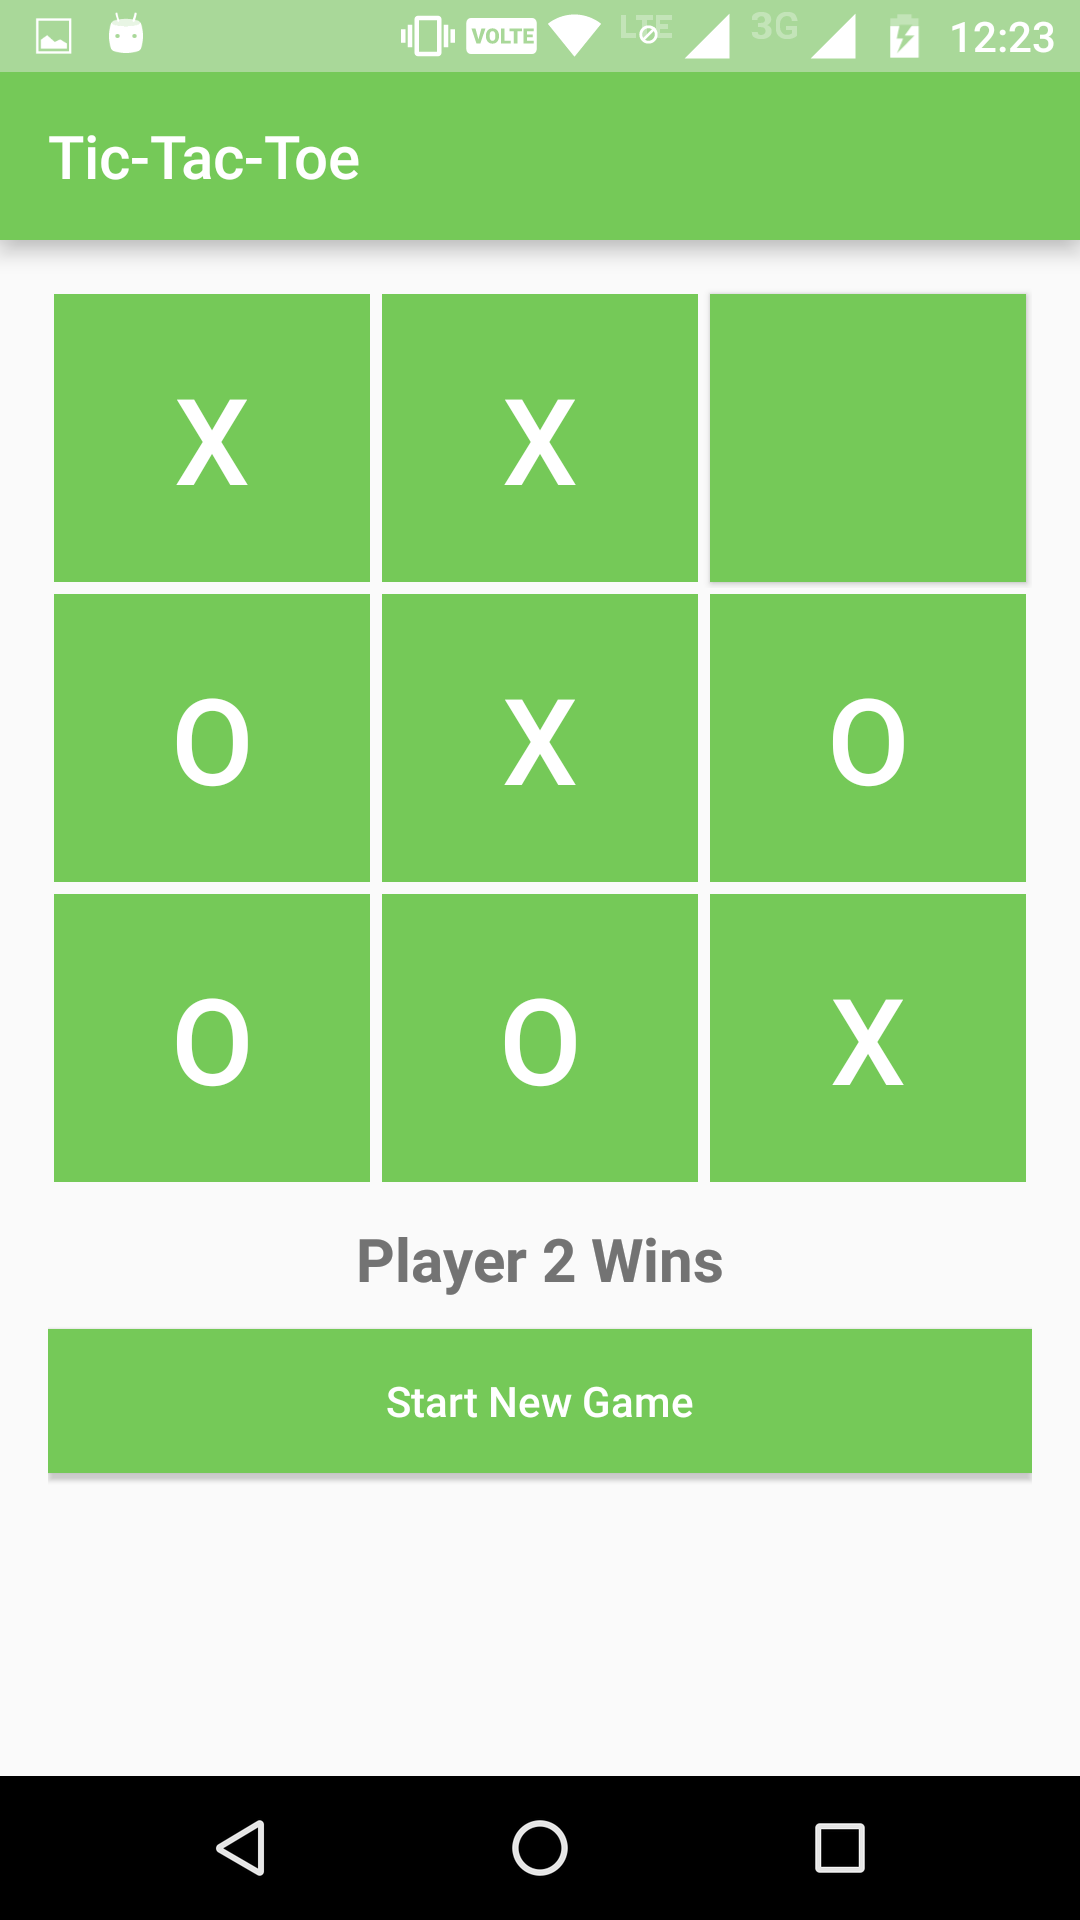 VOLTE LTE 3G 12:23
Tic-Tac-Toe
X X
O X O
O O X
Player 2 Wins
Start New Game